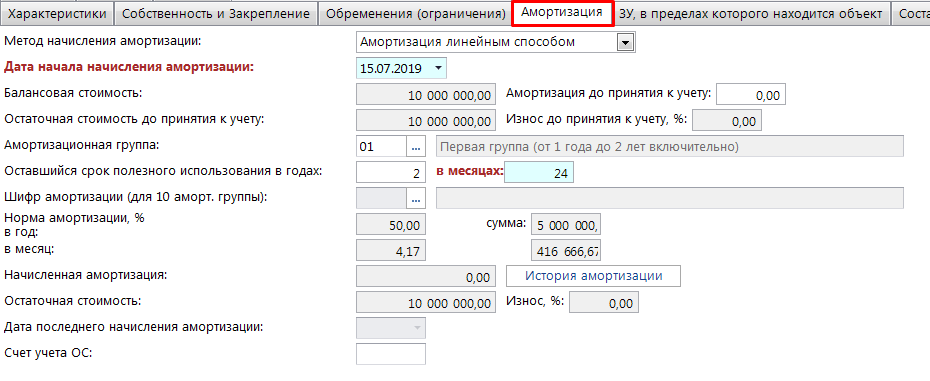 Характеристики Собственность и Закрепление Обременения (ограничения) Амортизация ЗУ, в пределах которого находится объект Соста
Метод начисления амортизации: Амортизация линейным способом
Дата начала начисления амортизации: 15.07.2019
Балансовая стоимость: 10 000 000,00 Амортизация до принятия к учету: 0,00
Остаточная стоимость до принятия к учету: 10 000 000,00 Износ до принятия к учету, %: 0,00
Амортизационная группа: 01 ... Первая группа (от 1 года до 2 лет включительно)
Оставшийся срок полезного использования в годах: 2 в месяцах: 24
Шифр амортизации (для 10 аморт. группы): ...
Норма амортизации, %
в год: 50,00 сумма: 5 000 000,
в месяц: 4,17 416 666,67
Начисленная амортизация: 0,00 История амортизации
Остаточная стоимость: 10 000 000,00 Износ, %: 0,00
Дата последнего начисления амортизации:
Счет учета ОС: